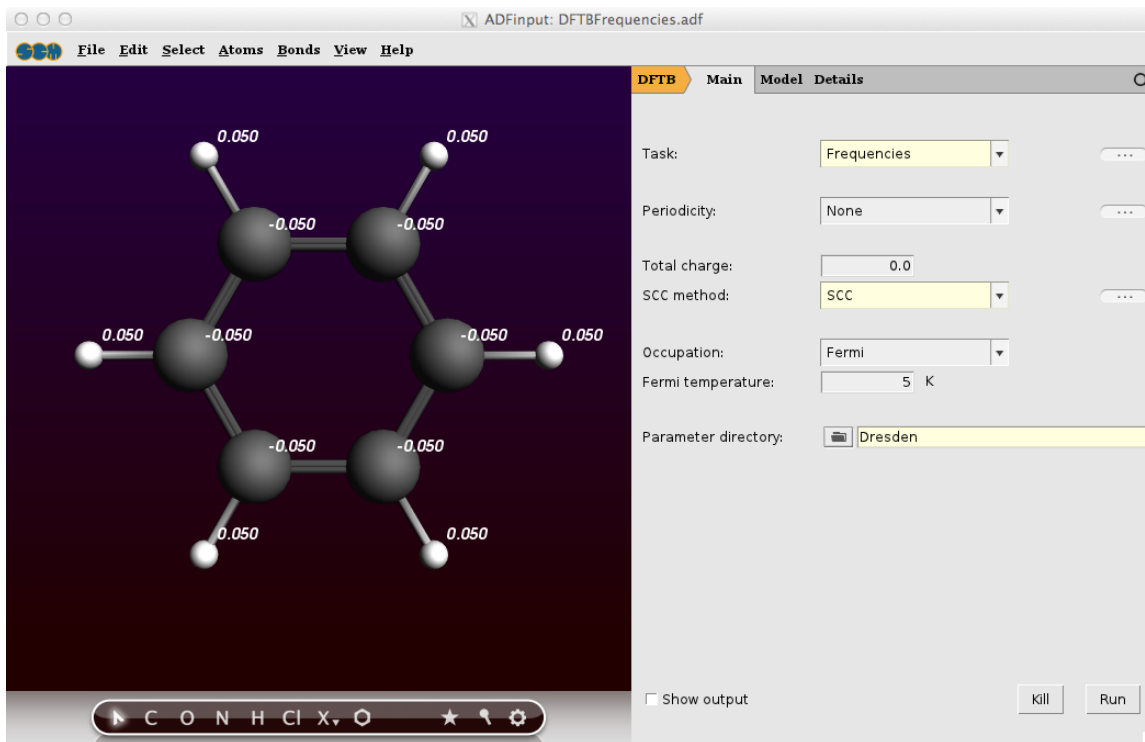 ADFinput: DFTBFrequencies.adf
SCM File Edit Select Atoms Bonds View Help
DFTB Main Model Details
0.050 0.050
-0.050 -0.050
0.050 -0.050 -0.050 0.050
-0.050 -0.050
0.050 0.050
C O N H Cl X
Task: Frequencies ...
Periodicity: None ...
Total charge: 0.0
SCC method: SCC ...
Occupation: Fermi
Fermi temperature: 5 K
Parameter directory: Dresden
Show output Kill Run